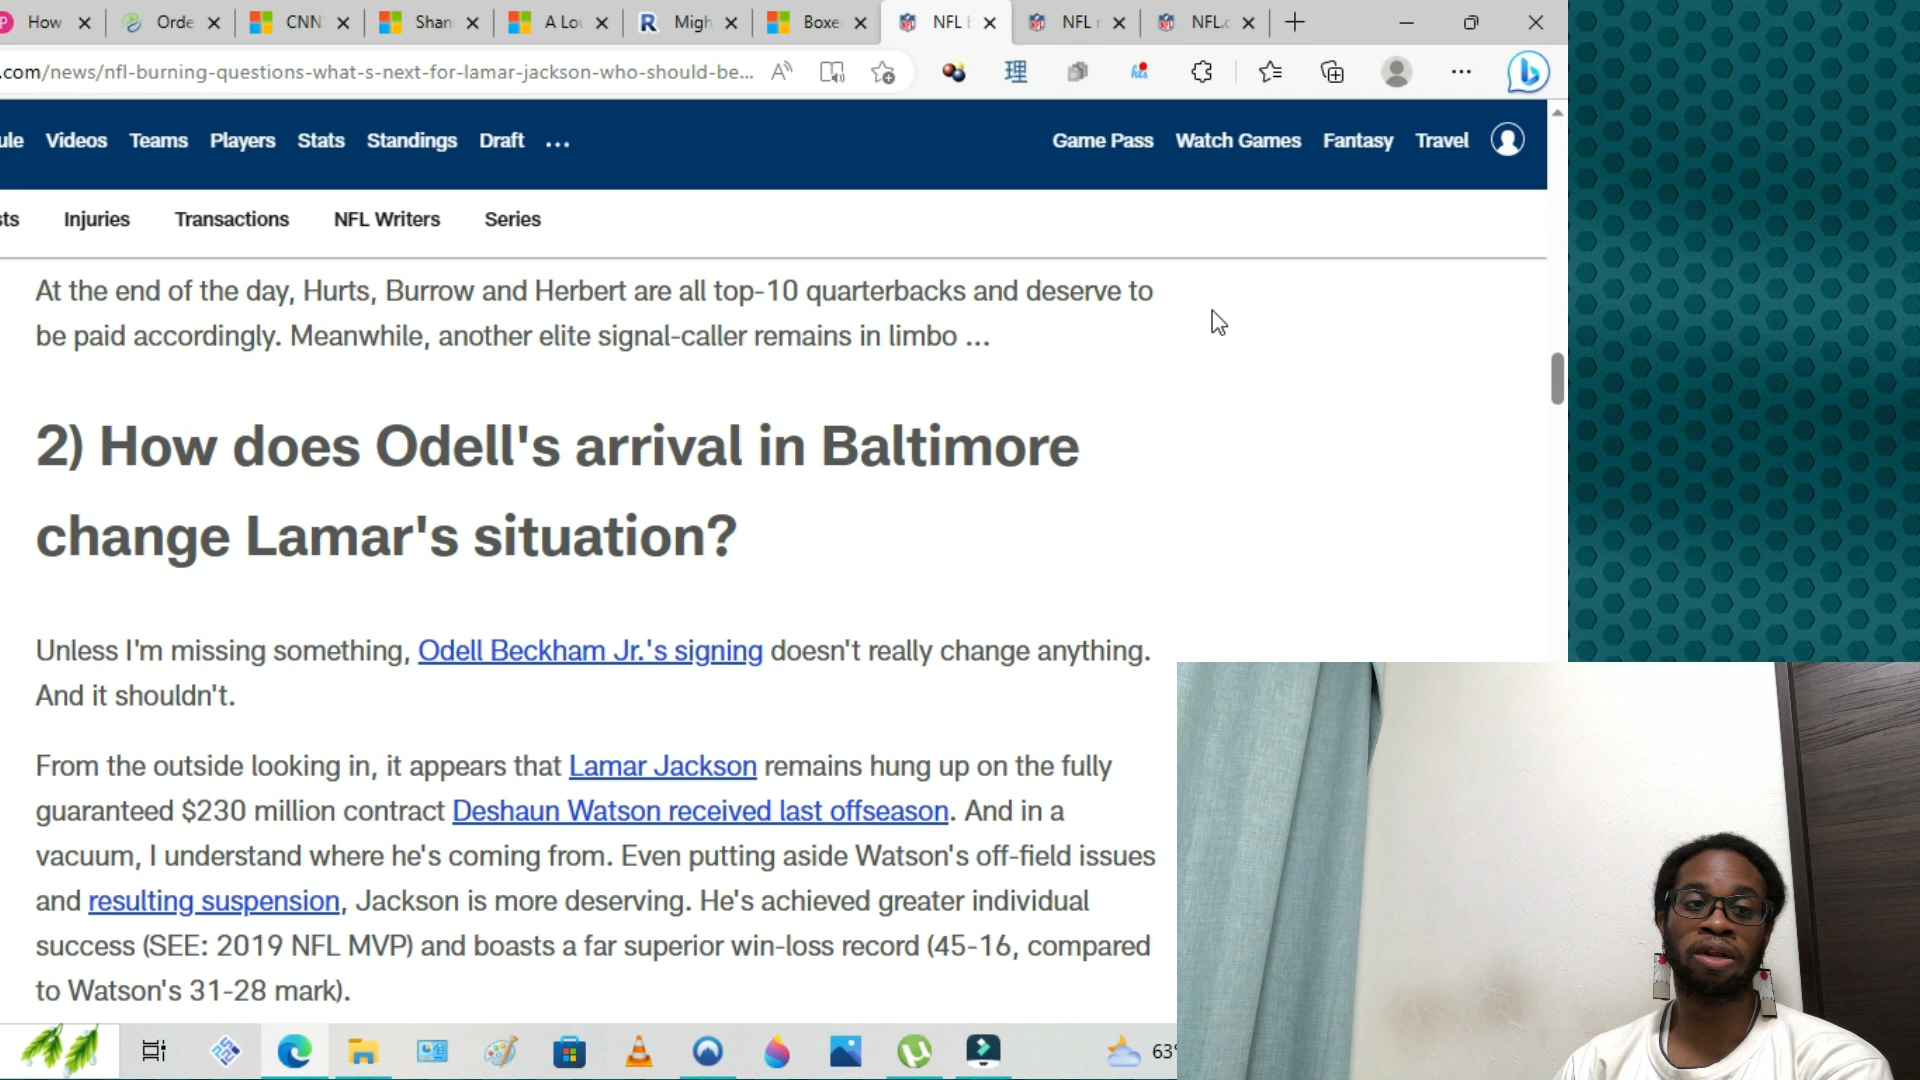 How
Orde
CNN
Shan
A Lo
Migh
Boxe
NFL
NFL
NFL.
.com/news/nfl-burning-questions-what-s-next-for-lamar-jackson-who-should-be...
理
Videos Teams Players Stats Standings Draft ...
Game Pass Watch Games Fantasy Travel
Injuries Transactions NFL Writers Series
At the end of the day, Hurts, Burrow and Herbert are all top-10 quarterbacks and deserve to
be paid accordingly. Meanwhile, another elite signal-caller remains in limbo ...
2) How does Odell's arrival in Baltimore
change Lamar's situation?
Unless I'm missing something, Odell Beckham Jr.'s signing doesn't really change anything.
And it shouldn't.
From the outside looking in, it appears that Lamar Jackson remains hung up on the fully
guaranteed $230 million contract Deshaun Watson received last offseason. And in a
vacuum, I understand where he's coming from. Even putting aside Watson's off-field issues
and resulting suspension, Jackson is more deserving. He's achieved greater individual
success (SEE: 2019 NFL MVP) and boasts a far superior win-loss record (45-16, compared
to Watson's 31-28 mark).
63°